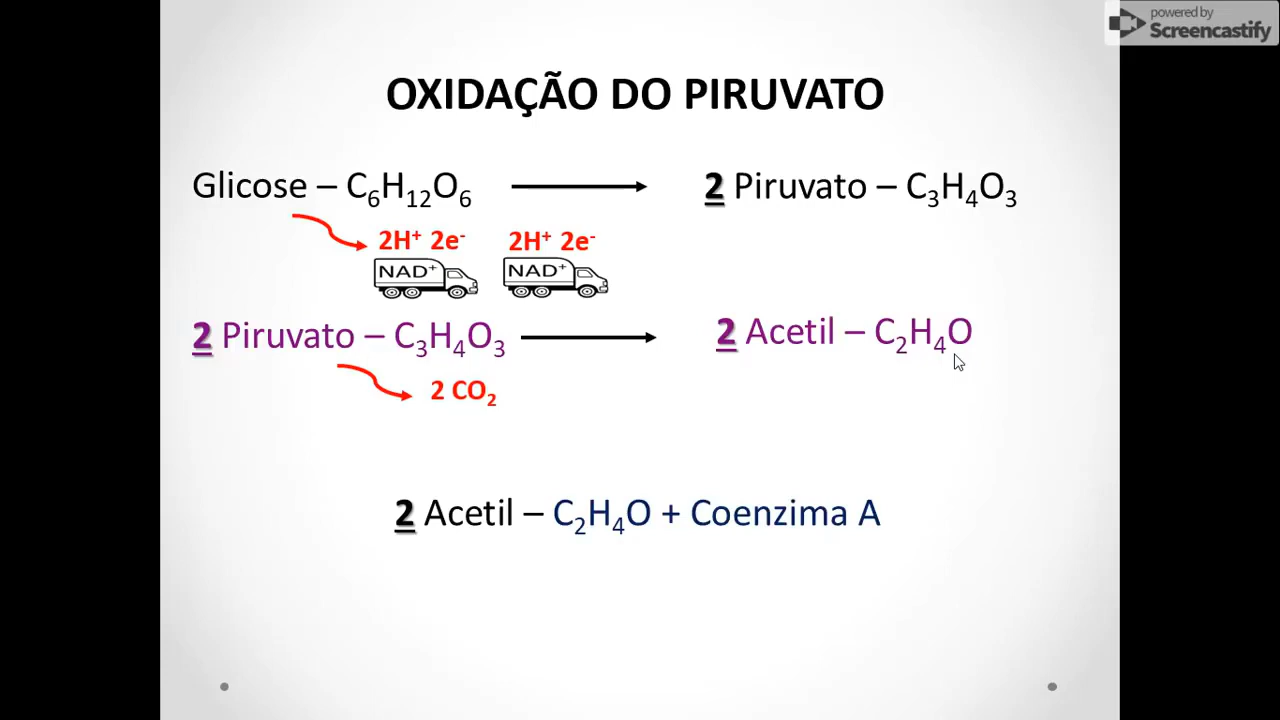 powered by
Screencastify
OXIDAÇÃO DO PIRUVATO
Glicose – C₆H₁₂O₆
2 Piruvato – C₃H₄O₃
2H⁺ 2e⁻
2H⁺ 2e⁻
NAD⁺
NAD⁺
2 Piruvato – C₃H₄O₃
2 Acetil – C₂H₄O
2 CO₂
2 Acetil – C₂H₄O + Coenzima A